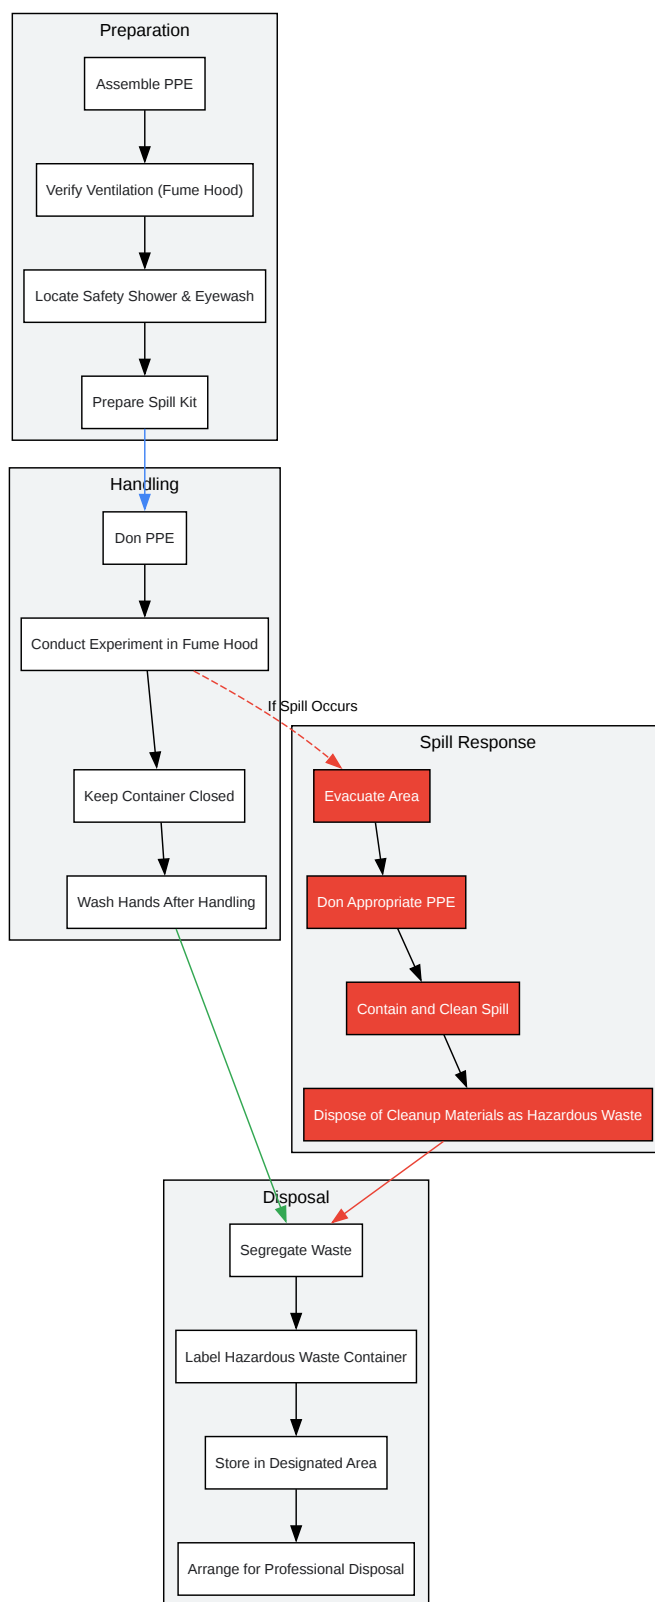 Preparation
Assemble PPE
Verify Ventilation (Fume Hood)
Locate Safety Shower & Eyewash
Prepare Spill Kit
Handling
Don PPE
Conduct Experiment in Fume Hood
If Spill Occurs
Keep Container Closed
Wash Hands After Handling
Spill Response
Evacuate Area
Don Appropriate PPE
Contain and Clean Spill
Dispose of Cleanup Materials as Hazardous Waste
Disposal
Segregate Waste
Label Hazardous Waste Container
Store in Designated Area
Arrange for Professional Disposal